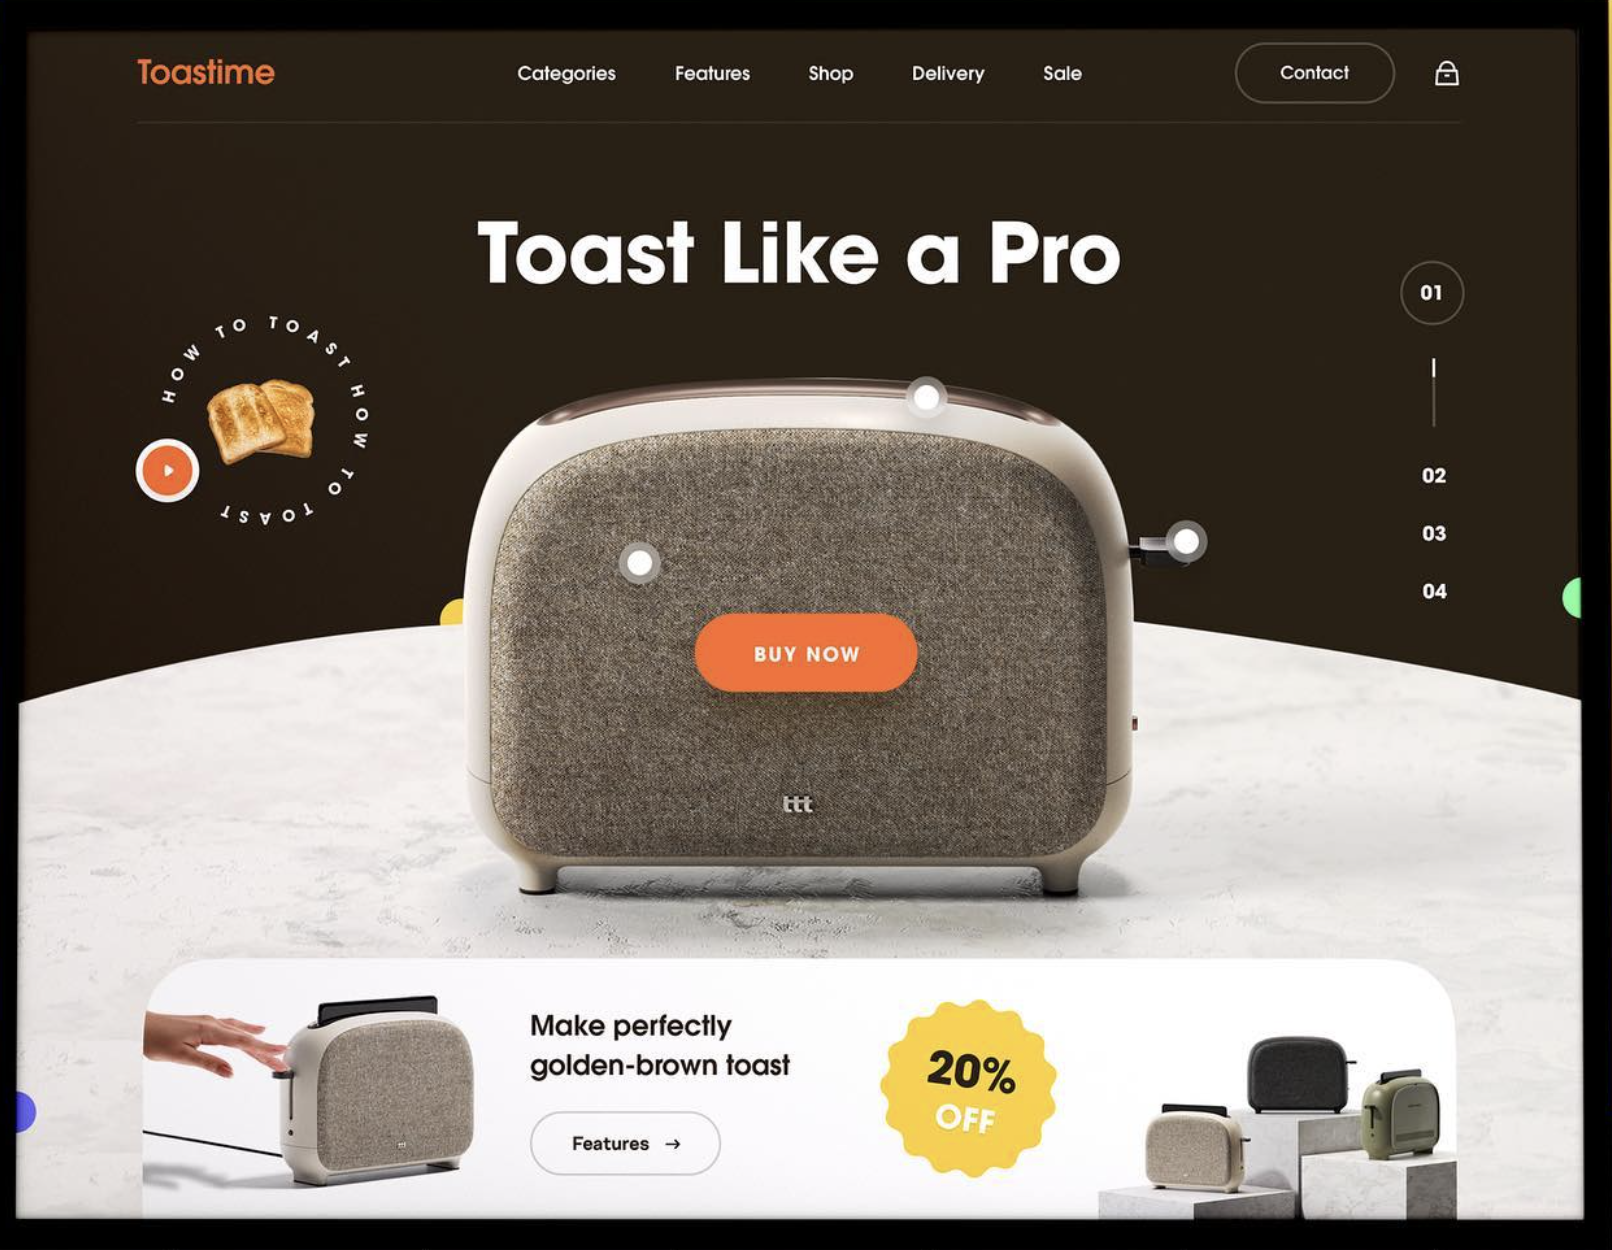 Toastime
Categories
Features
Shop
Delivery
Sale
Contact
Toast Like a Pro
HOW TO TOAST HOW TO TOAST
01
02
03
04
BUY NOW
ttt
Make perfectly
golden-brown toast
Features →
20%
OFF